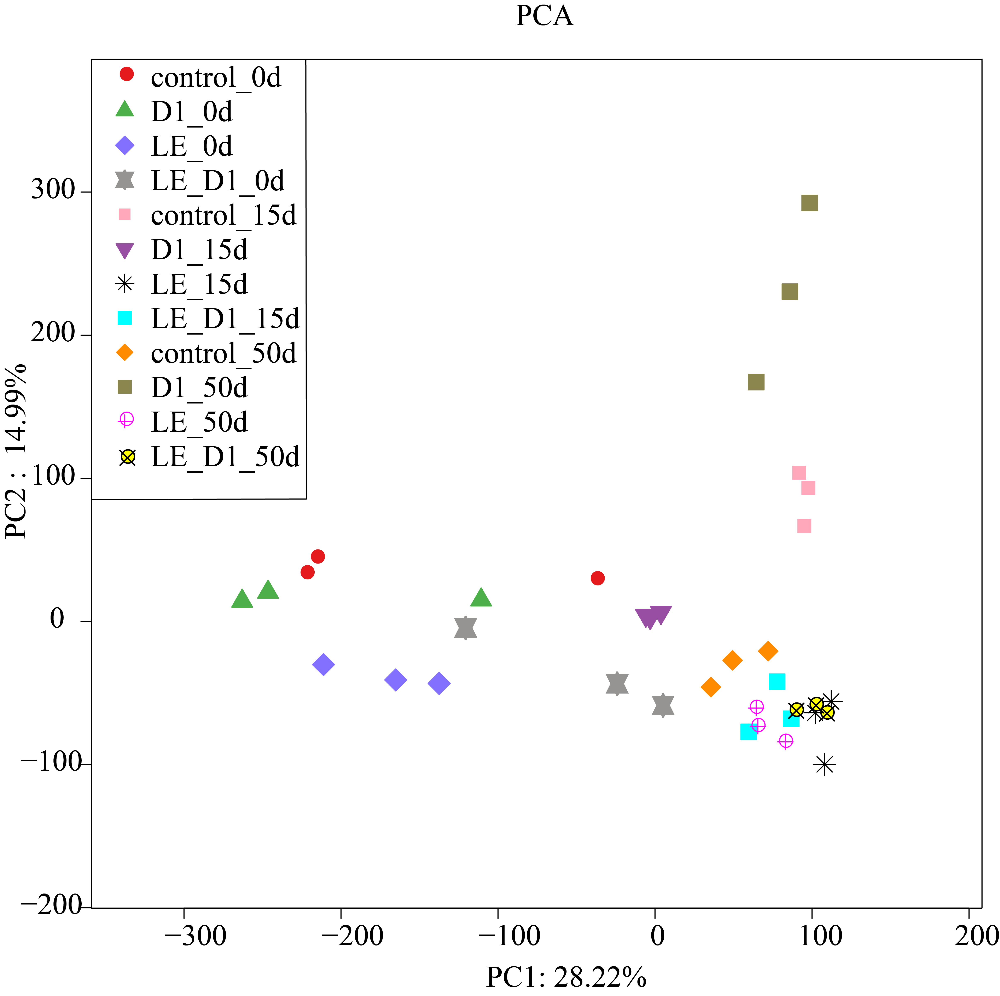 PCA
control_0d
D1_0d
LE_0d
LE_D1_0d
control_15d
D1_15d
LE_15d
LE_D1_15d
control_50d
D1_50d
LE_50d
LE_D1_50d
300
200
100
0
−100
−200
PC2 : 14.99%
−300 −200 −100 0 100 200
PC1: 28.22%